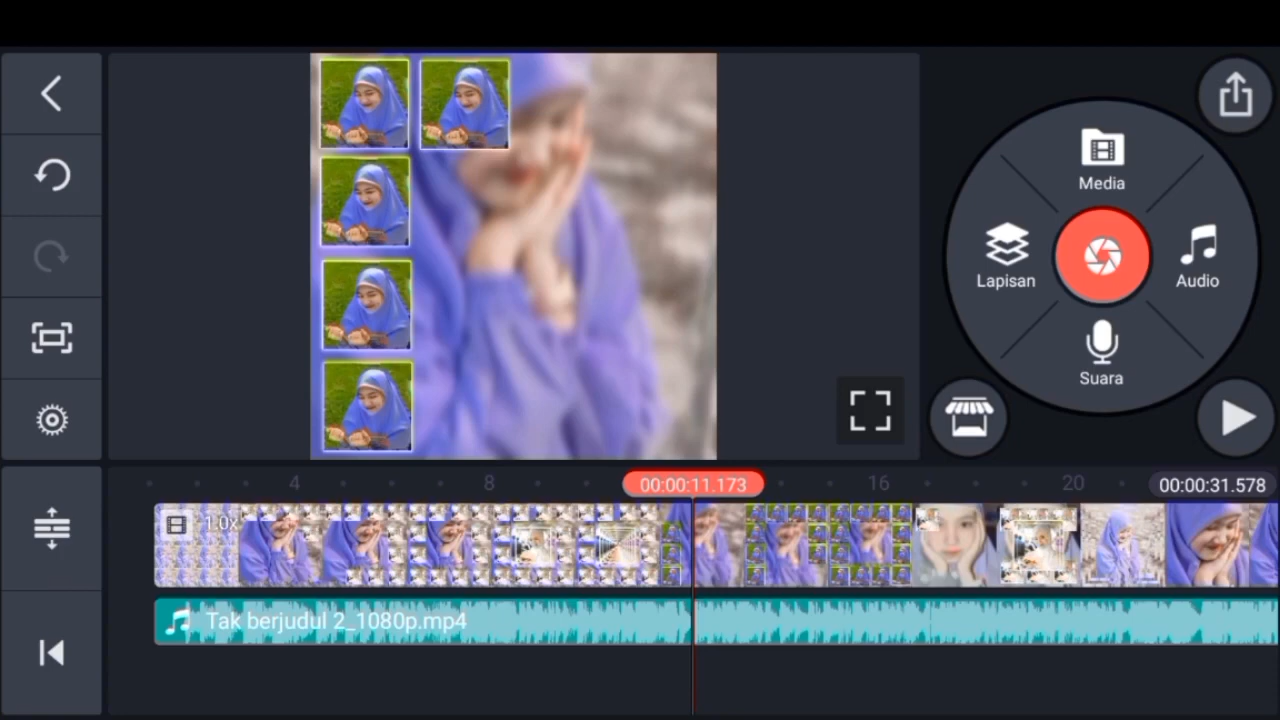 Media
Lapisan
Audio
Suara
4
8
00:00:11.173
16
20
00:00:31.578
1.0x
Tak berjudul 2_1080p.mp4